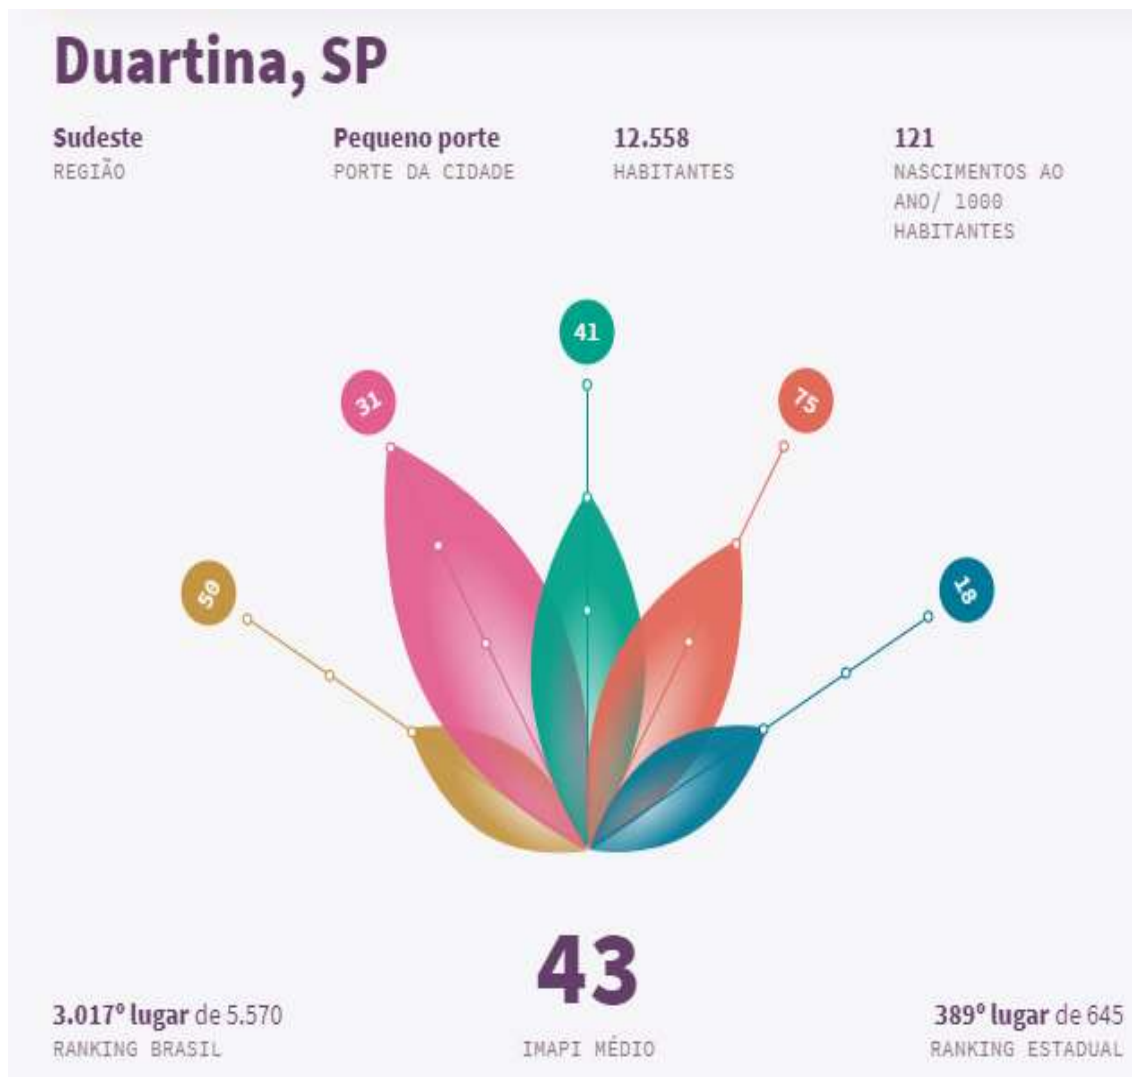 Duartina, SP
Sudeste
REGIÃO
Pequeno porte
PORTE DA CIDADE
12.558
HABITANTES
121
NASCIMENTOS AO
ANO/ 1000
HABITANTES
41
31
75
50
18
43
IMAPI MÉDIO
3.017º lugar de 5.570
RANKING BRASIL
389º lugar de 645
RANKING ESTADUAL